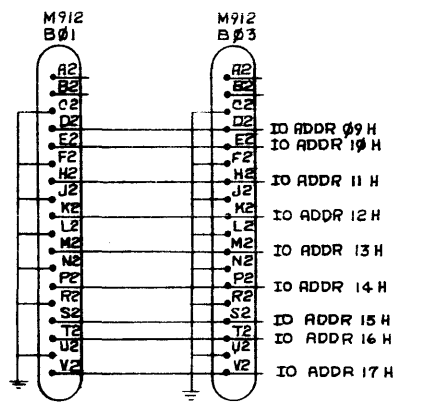 M912 M912
BØ1 BØ3
A2 A2
B2 B2
C2 C2
D2 D2 IO ADDR Ø9 H
E2 E2 IO ADDR 1Ø H
F2 F2
H2 H2 IO ADDR 11 H
J2 J2
K2 K2 IO ADDR 12 H
L2 L2
M2 M2 IO ADDR 13 H
N2 N2
P2 P2 IO ADDR 14 H
R2 R2
S2 S2 IO ADDR 15 H
T2 T2 IO ADDR 16 H
U2 U2
V2 V2 IO ADDR 17 H